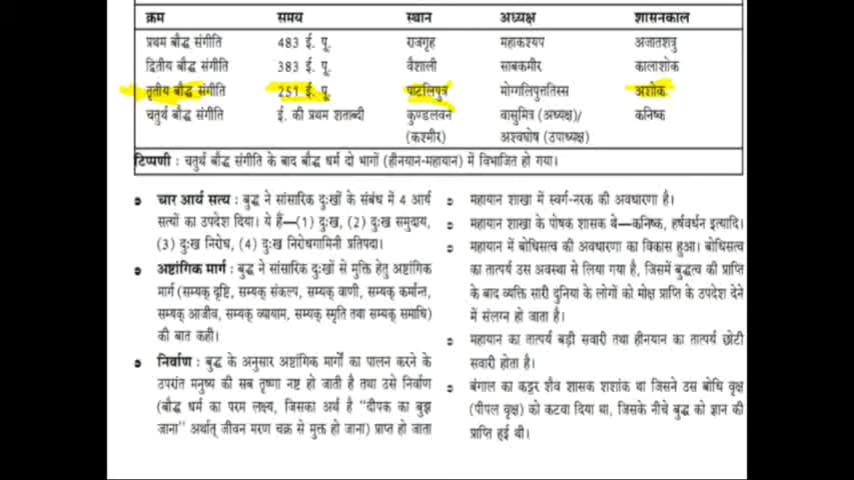 क्रम समय स्थान अध्यक्ष शासनकाल
प्रथम बौद्ध संगीति 483 ई. पू. राजगृह महाकश्यप अजातशत्रु
द्वितीय बौद्ध संगीति 383 ई. पू. वैशाली साबकमीर कालाशोक
तृतीय बौद्ध संगीति 251 ई. पू. पाटलिपुत्र मोग्गलिपुत्ततिस्स अशोक
चतुर्थ बौद्ध संगीति ई. की प्रथम शताब्दी कुण्डलवन वासुमित्र (अध्यक्ष)/ कनिष्क
(कश्मीर) अश्वघोष (उपाध्यक्ष)
टिप्पणी : चतुर्थ बौद्ध संगीति के बाद बौद्ध धर्म दो भागों (हीनयान-महायान) में विभाजित हो गया।
चार आर्य सत्य : बुद्ध ने सांसारिक दुःखों के संबंध में 4 आर्य
सत्यों का उपदेश दिया। ये हैं—(1) दुःख, (2) दुःख समुदाय,
(3) दुःख निरोध, (4) दुःख निरोधगामिनी प्रतिपदा।
अष्टांगिक मार्ग : बुद्ध ने सांसारिक दुःखों से मुक्ति हेतु अष्टांगिक
मार्ग (सम्यक् दृष्टि, सम्यक् संकल्प, सम्यक् वाणी, सम्यक् कर्मान्त,
सम्यक् आजीव, सम्यक् व्यायाम, सम्यक् स्मृति तथा सम्यक् समाधि)
की बात कही।
निर्वाण : बुद्ध के अनुसार अष्टांगिक मार्गों का पालन करने के
उपरांत मनुष्य की सब तृष्णा नष्ट हो जाती है तथा उसे निर्वाण
(बौद्ध धर्म का परम लक्ष्य, जिसका अर्थ है "दीपक का बुझ
जाना" अर्थात् जीवन मरण चक्र से मुक्त हो जाना) प्राप्त हो जाता
महायान शाखा में स्वर्ग-नरक की अवधारणा है।
महायान शाखा के पोषक शासक थे—कनिष्क, हर्षवर्धन इत्यादि।
महायान में बोधिसत्व की अवधारणा का विकास हुआ। बोधिसत्व
का तात्पर्य उस अवस्था से लिया गया है, जिसमें बुद्धत्व की प्राप्ति
के बाद व्यक्ति सारी दुनिया के लोगों को मोक्ष प्राप्ति के उपदेश देने
में संलग्न हो जाता है।
महायान का तात्पर्य बड़ी सवारी तथा हीनयान का तात्पर्य छोटी
सवारी होता है।
बंगाल का कट्टर शैव शासक शशांक था जिसने उस बोधि वृक्ष
(पीपल वृक्ष) को कटवा दिया था, जिसके नीचे बुद्ध को ज्ञान की
प्राप्ति हुई थी।